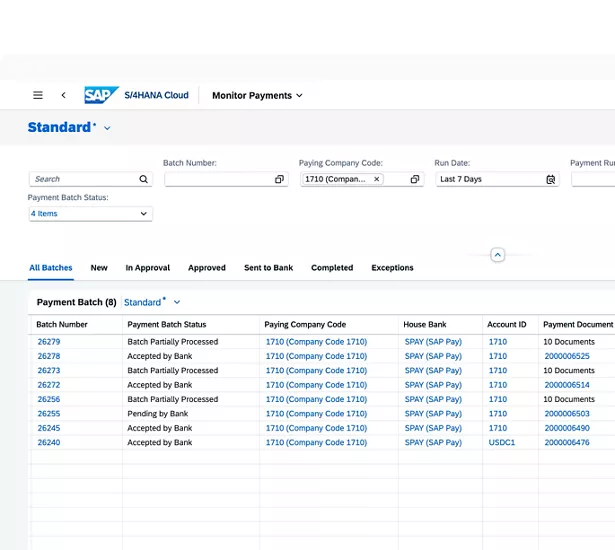 SAP S/4HANA Cloud Monitor Payments
Standard*
Batch Number: Paying Company Code: Run Date: Payment Ru
Search 1710 (Compan... Last 7 Days
Payment Batch Status:
4 Items
All Batches New In Approval Approved Sent to Bank Completed Exceptions
Payment Batch (8) Standard*
Batch Number Payment Batch Status Paying Company Code House Bank Account ID Payment Document
26279 Batch Partially Processed 1710 (Company Code 1710) SPAY (SAP Pay) 1710 10 Documents
26278 Accepted by Bank 1710 (Company Code 1710) SPAY (SAP Pay) 1710 2000006525
26273 Batch Partially Processed 1710 (Company Code 1710) SPAY (SAP Pay) 1710 10 Documents
26272 Accepted by Bank 1710 (Company Code 1710) SPAY (SAP Pay) 1710 2000006514
26256 Batch Partially Processed 1710 (Company Code 1710) SPAY (SAP Pay) 1710 10 Documents
26255 Pending by Bank 1710 (Company Code 1710) SPAY (SAP Pay) 1710 2000006503
26245 Accepted by Bank 1710 (Company Code 1710) SPAY (SAP Pay) 1710 2000006490
26240 Accepted by Bank 1710 (Company Code 1710) SPAY (SAP Pay) USDC1 2000006476